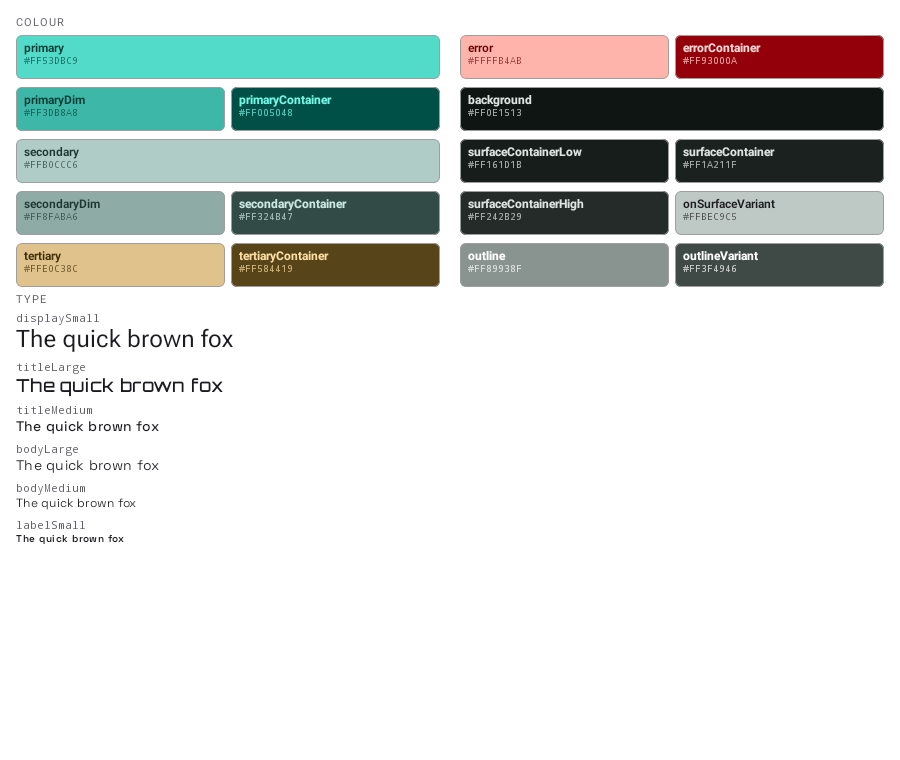 COLOUR
primary
#FF53DBC9
primaryDim
#FF3DB8A8
primaryContainer
#FF005048
secondary
#FFB0CCC6
secondaryDim
#FF8FABA6
secondaryContainer
#FF324B47
tertiary
#FFE0C38C
tertiaryContainer
#FF584419
error
#FFFFB4AB
errorContainer
#FF93000A
background
#FF0E1513
surfaceContainerLow
#FF161D1B
surfaceContainer
#FF1A211F
surfaceContainerHigh
#FF242B29
onSurfaceVariant
#FFBEC9C5
outline
#FF89938F
outlineVariant
#FF3F4946
TYPE
displaySmall
The quick brown fox
titleLarge
The quick brown fox
titleMedium
The quick brown fox
bodyLarge
The quick brown fox
bodyMedium
The quick brown fox
labelSmall
The quick brown fox